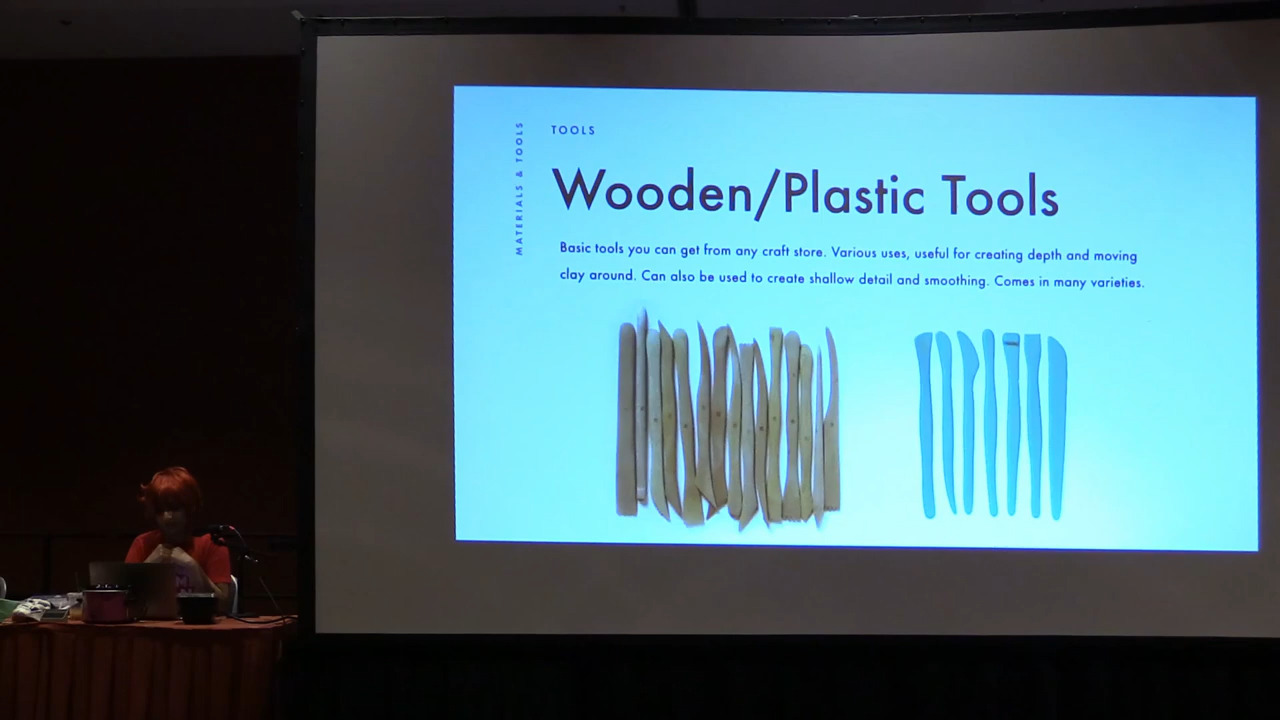 MATERIALS & TOOLS
TOOLS
Wooden/Plastic Tools
Basic tools you can get from any craft store. Various uses, useful for creating depth and moving
clay around. Can also be used to create shallow detail and smoothing. Comes in many varieties.